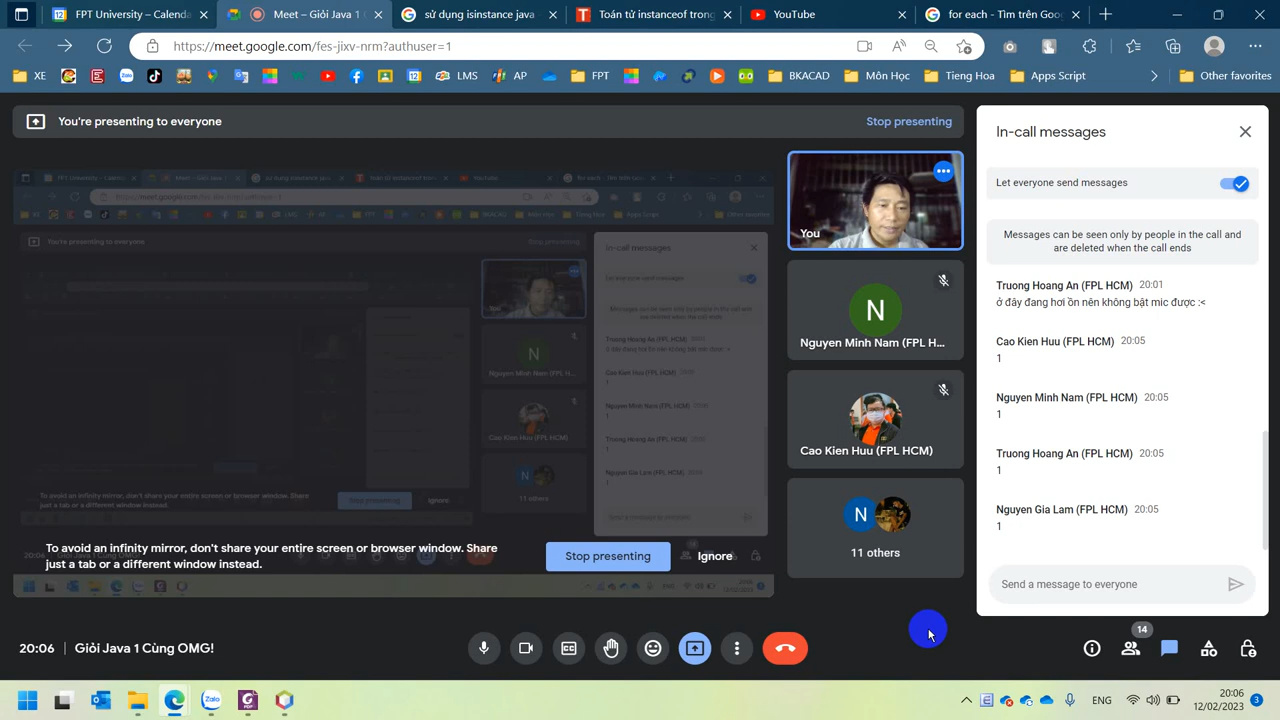 FPT University - Calenda
Meet – Giỏi Java 1
sử dụng isinstance java
Toán tử instanceof trong
YouTube
for each - Tìm trên Goo
https://meet.google.com/fes-jixv-nrm?authuser=1
XE
LMS
AP
FPT
BKACAD
Môn Học
Tieng Hoa
Apps Script
Other favorites
You're presenting to everyone
Stop presenting
In-call messages
Let everyone send messages
Messages can be seen only by people in the call and
are deleted when the call ends
Truong Hoang An (FPL HCM) 20:01
ở đây đang hơi ồn nên không bật mic được :<
Cao Kien Huu (FPL HCM) 20:05
1
Nguyen Minh Nam (FPL HCM) 20:05
1
Truong Hoang An (FPL HCM) 20:05
1
Nguyen Gia Lam (FPL HCM) 20:05
1
Send a message to everyone
You
N
Nguyen Minh Nam (FPL H...
Cao Kien Huu (FPL HCM)
N
11 others
To avoid an infinity mirror, don't share your entire screen or browser window. Share
just a tab or a different window instead.
Stop presenting
Ignore
20:06 | Giỏi Java 1 Cùng OMG!
14
ENG
20:06
12/02/2023
3